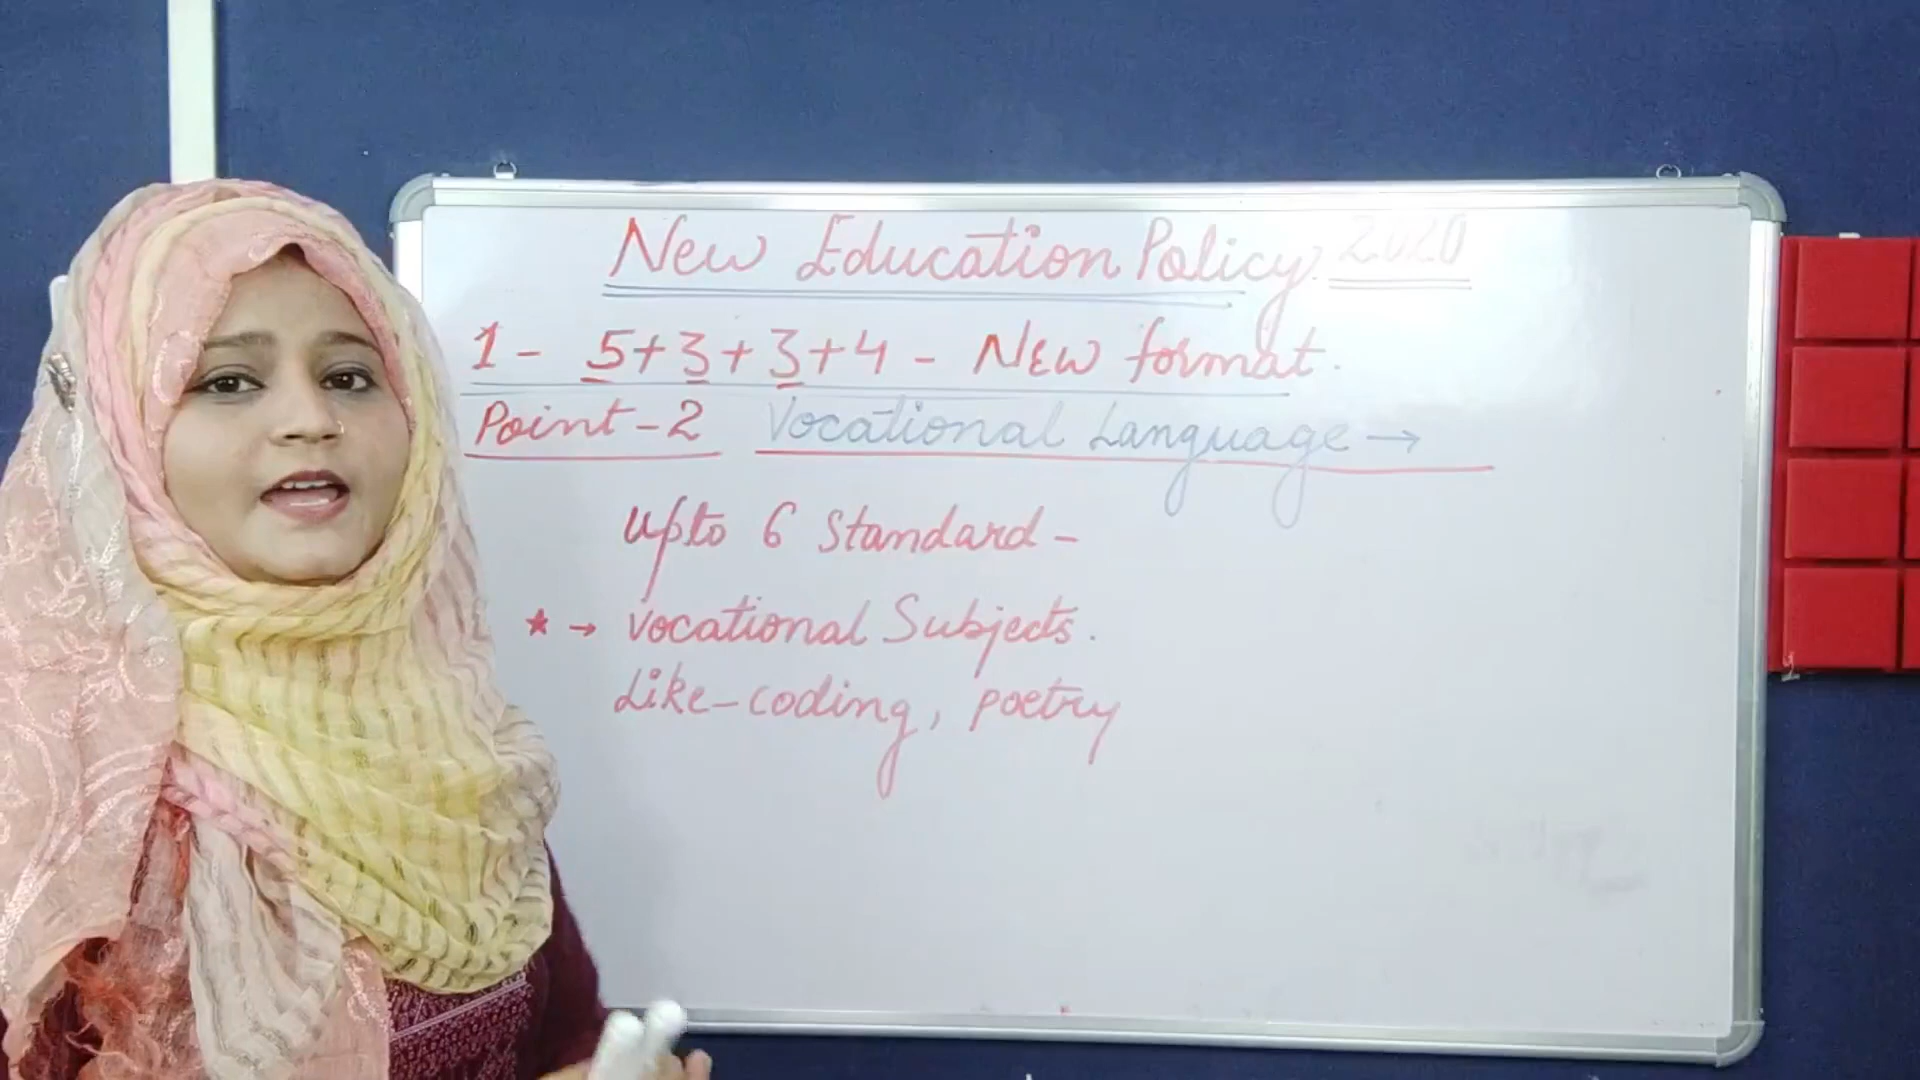 New Education Policy 2020
1 - 5+3+3+4 - NEW format.
Point-2 Vocational Language →
Upto 6 Standard -
★ → Vocational Subjects.
Like-coding, poetry